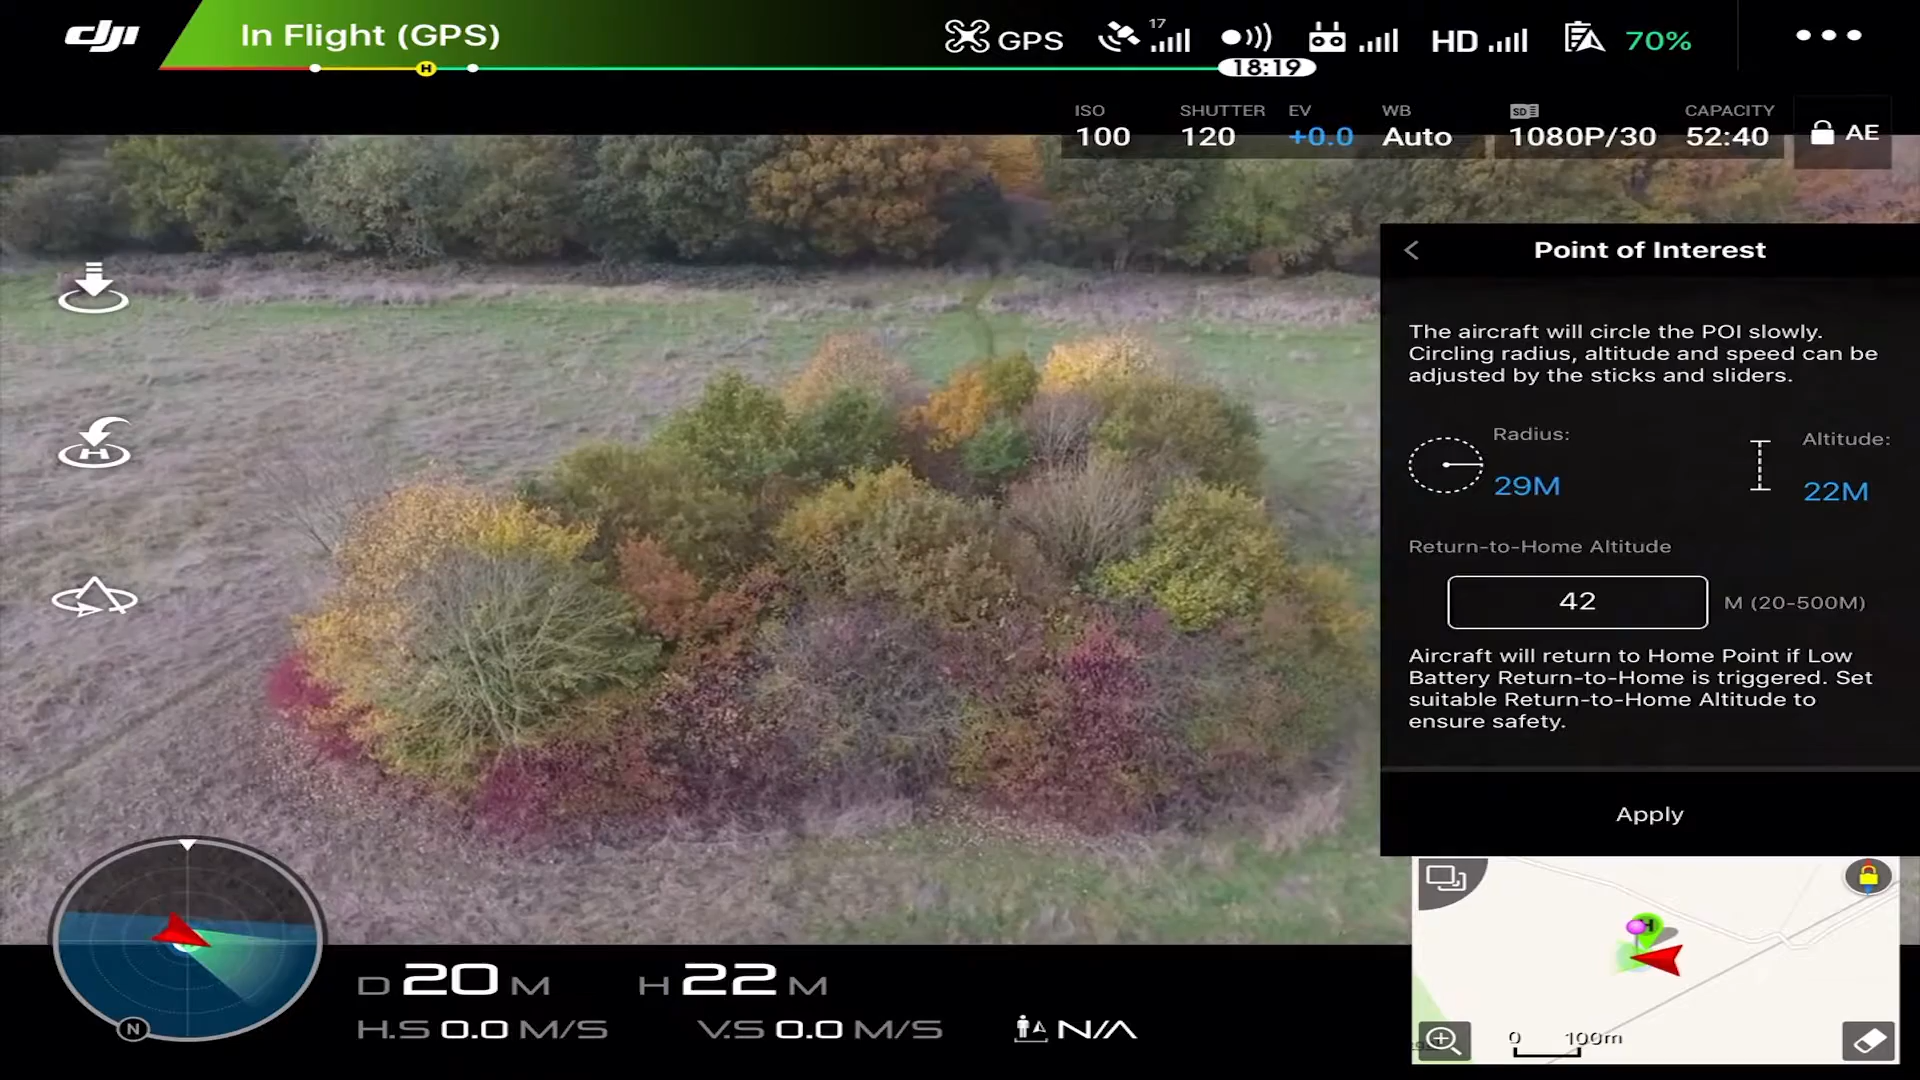 dji
In Flight (GPS)
GPS
17
HD
70%
H
18:19
ISO
100
SHUTTER
120
EV
+0.0
WB
Auto
SD
1080P/30
CAPACITY
52:40
AE
Point of Interest
The aircraft will circle the POI slowly.
Circling radius, altitude and speed can be
adjusted by the sticks and sliders.
Radius:
29M
Altitude:
22M
Return-to-Home Altitude
42
M (20-500M)
Aircraft will return to Home Point if Low
Battery Return-to-Home is triggered. Set
suitable Return-to-Home Altitude to
ensure safety.
Apply
H
N
D 20 M
H 22 M
H.S 0.0 M/S
V.S 0.0 M/S
N/A
H
0
100m